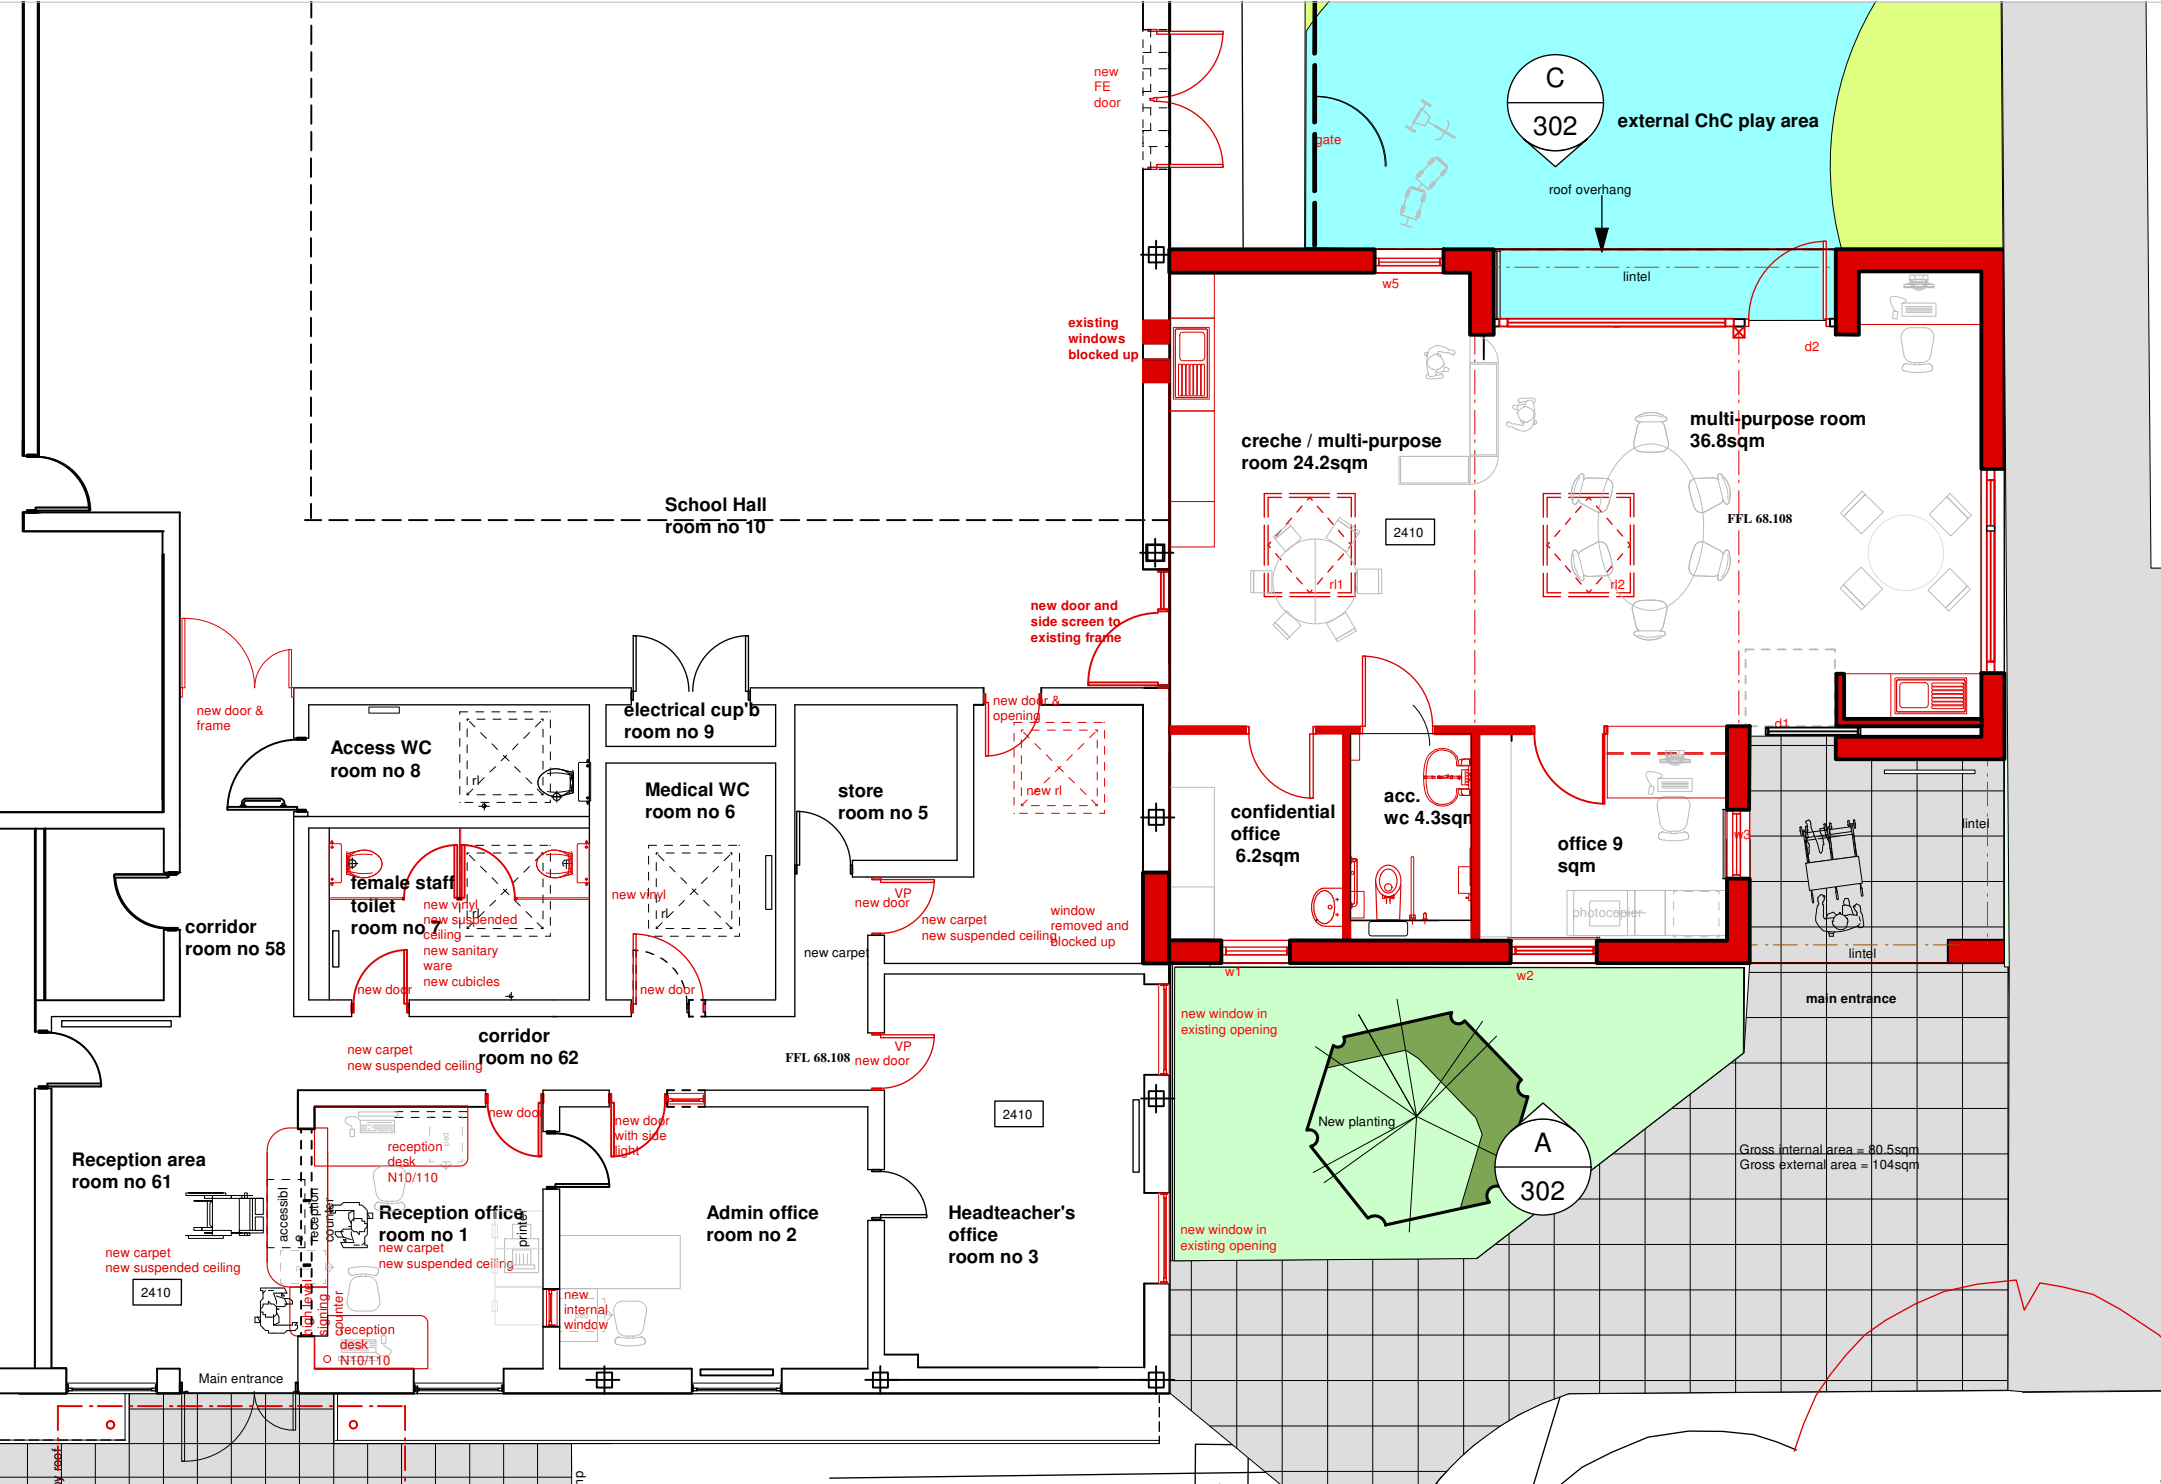 new
FE
door
gate
C
302
external ChC play area
roof overhang
lintel
w5
d2
existing
windows
blocked up
creche / multi-purpose
room 24.2sqm
multi-purpose room
36.8sqm
School Hall
room no 10
2410
FFL 68.108
rl1
rl2
new door and
side screen to
existing frame
new door &
frame
electrical cup'b
room no 9
new door &
opening
d1
Access WC
room no 8
rl
Medical WC
room no 6
store
room no 5
new rl
confidential
office
6.2sqm
acc.
wc 4.3sqm
office 9
sqm
w3
lintel
female staff
toilet
room no 7
rl
new vinyl
new suspended
ceiling
new sanitary
ware
new cubicles
new vinyl
rl
VP
new door
new carpet
new suspended ceiling
window
removed and
blocked up
photocopier
corridor
room no 58
new carpet
lintel
w1
w2
main entrance
new door
new door
new window in
existing opening
corridor
room no 62
new carpet
new suspended ceiling
FFL 68.108
VP
new door
new door
new door
with side
light
2410
New planting
A
302
Gross internal area = 80.5sqm
Gross external area = 104sqm
Reception area
room no 61
reception
desk
N10/110
reception
counter
Reception office
room no 1
new carpet
new suspended ceiling
printer
Admin office
room no 2
Headteacher's
office
room no 3
new window in
existing opening
new carpet
new suspended ceiling
2410
high level
signing
counter
reception
desk
N10/110
new
internal
window
Main entrance